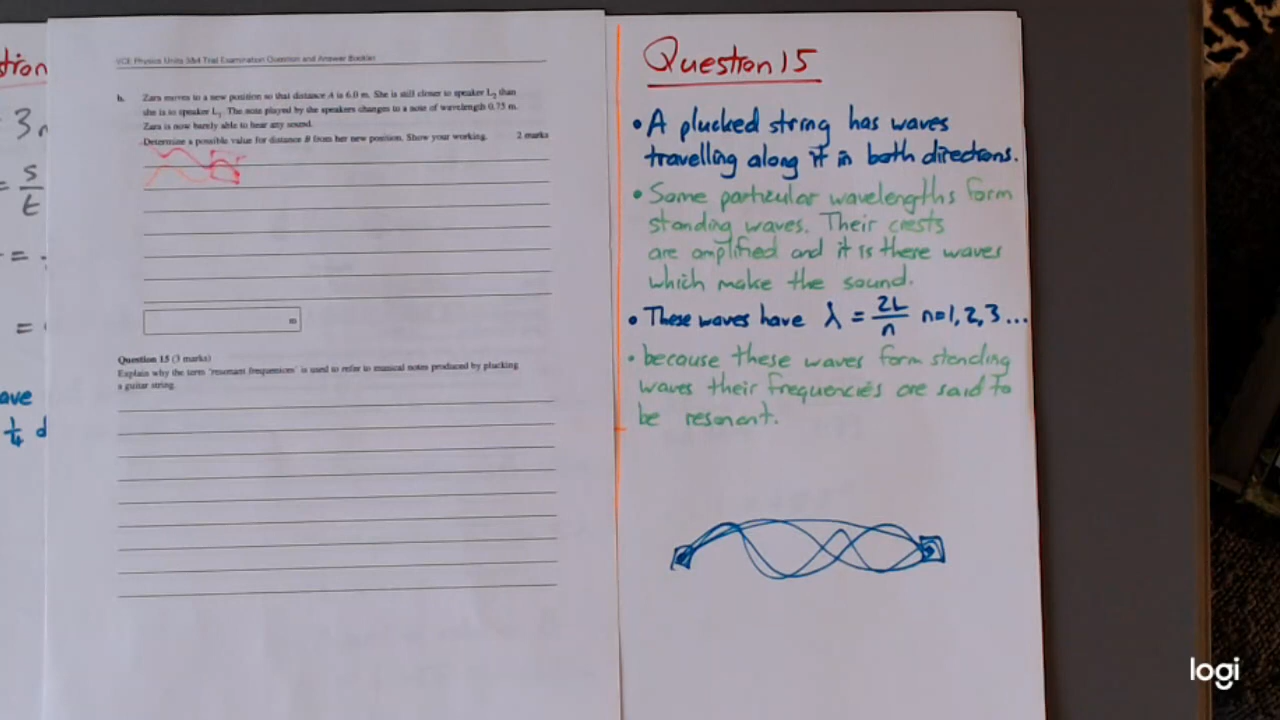 VCE Physics Units 3&4 Trial Examination Question and Answer Booklet
b. Zara moves to a new position so that distance A is 6.0 m. She is still closer to speaker L2 than
she is to speaker L1. The note played by the speakers changes to a note of wavelength 0.75 m.
Zara is now barely able to hear any sound.
Determine a possible value for distance B from her new position. Show your working. 2 marks
m
Question 15 (3 marks)
Explain why the term 'resonant frequencies' is used to refer to musical notes produced by plucking
a guitar string.
= s/t
=
=
Question 15
• A plucked string has waves
travelling along it in both directions.
• Some particular wavelengths form
standing waves. Their crests
are amplified and it is these waves
which make the sound.
• These waves have λ = 2L/n n=1,2,3...
• because these waves form standing
waves their frequencies are said to
be resonant.
logi